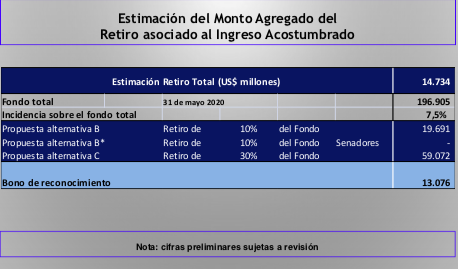 Estimación del Monto Agregado del
Retiro asociado al Ingreso Acostumbrado
Estimación Retiro Total (US$ millones) 14.734
Fondo total 31 de mayo 2020 196.905
Incidencia sobre el fondo total 7,5%
Propuesta alternativa B Retiro de 10% del Fondo 19.691
Propuesta alternativa B* Retiro de 10% del Fondo Senadores -
Propuesta alternativa C Retiro de 30% del Fondo 59.072
Bono de reconocimiento 13.076
Nota: cifras preliminares sujetas a revisión